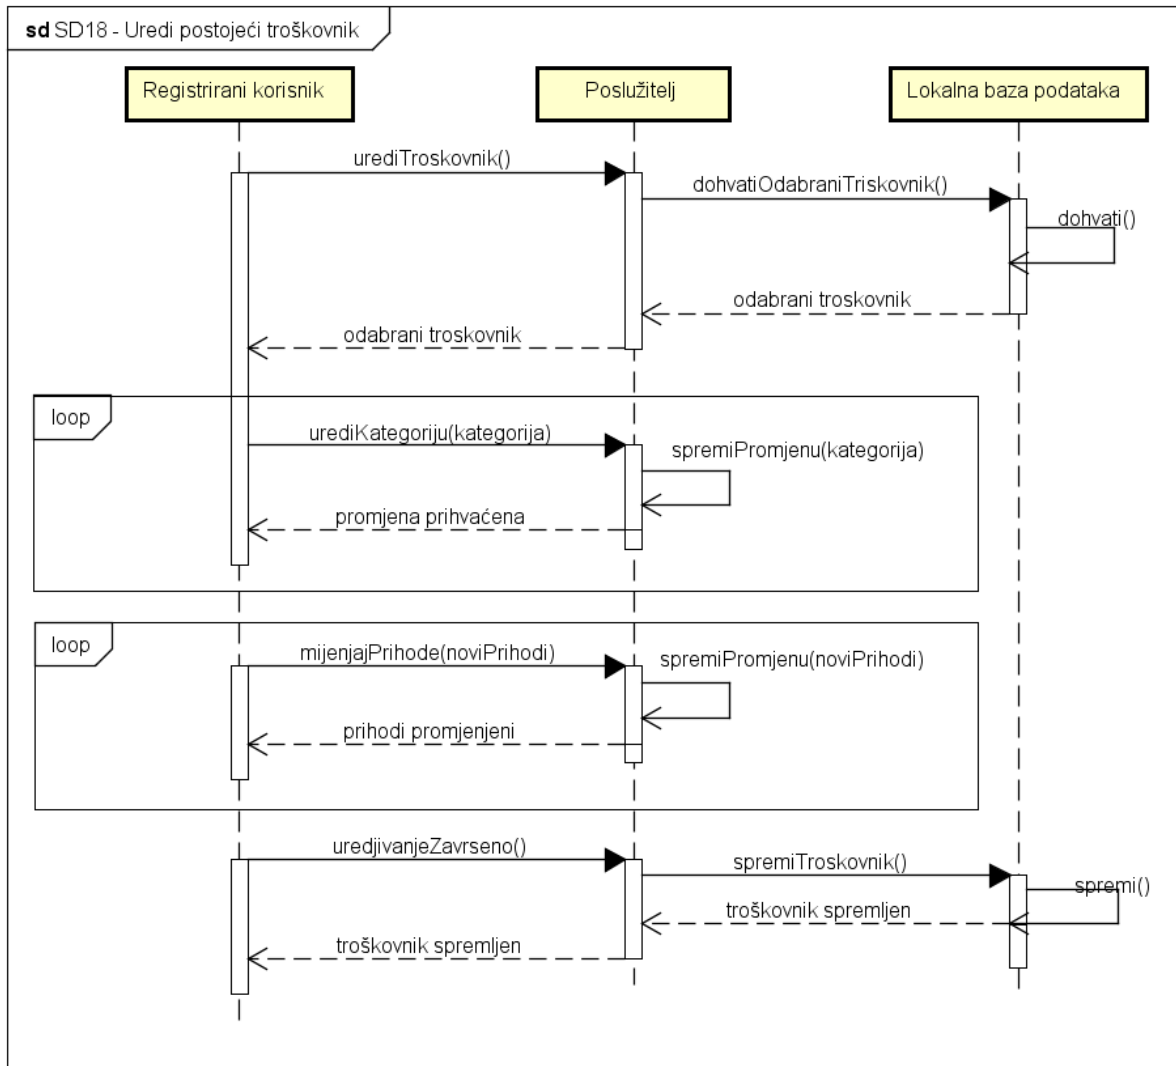 sd SD18 - Uredi postojeći troškovnik
Registrirani korisnik
Poslužitelj
Lokalna baza podataka
urediTroskovnik()
dohvatiOdabraniTriskovnik()
dohvati()
odabrani troskovnik
odabrani troskovnik
loop
urediKategoriju(kategorija)
spremiPromjenu(kategorija)
promjena prihvaćena
loop
mijenjajPrihode(noviPrihodi)
spremiPromjenu(noviPrihodi)
prihodi promjenjeni
uredjivanjeZavrseno()
spremiTroskovnik()
spremi()
troškovnik spremljen
troškovnik spremljen